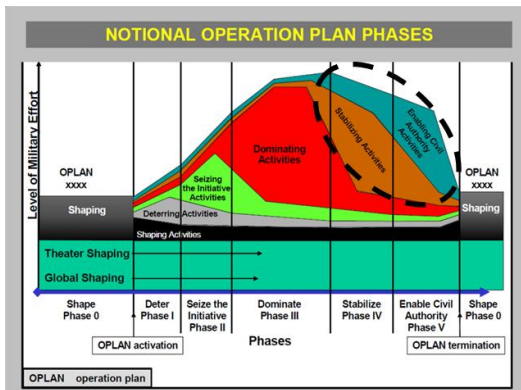 NOTIONAL OPERATION PLAN PHASES
Level of Military Effort
OPLAN
xxxx
Shaping
Seizing
the Initiative
Activities
Deterring Activities
Shaping Activities
Dominating
Activities
Stabilizing Activities
Enabling Civil
Authority
Activities
OPLAN
xxxx
Shaping
Theater Shaping
Global Shaping
Shape
Phase 0
Deter
Phase I
Seize the
Initiative
Phase II
Dominate
Phase III
Stabilize
Phase IV
Enable Civil
Authority
Phase V
Shape
Phase 0
Phases
OPLAN activation
OPLAN termination
OPLAN operation plan